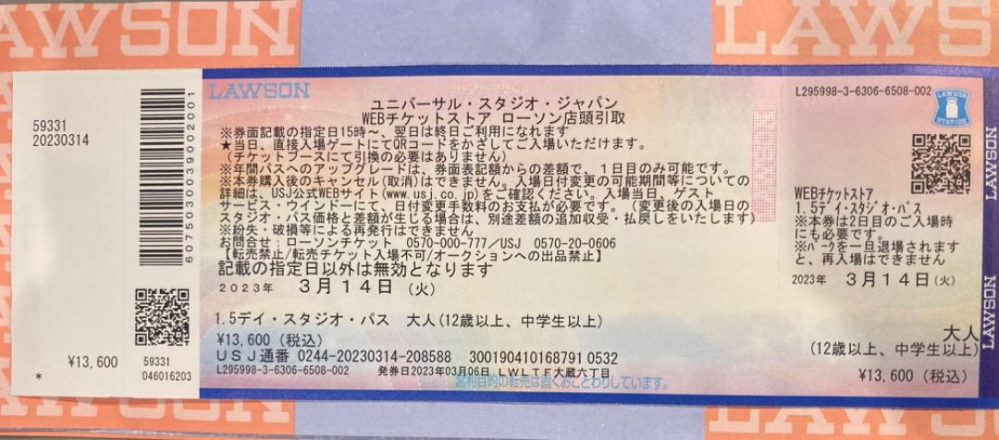 LAWSON
LAWSON
59331
20230314
6075030039002201
¥13,600
59331
*
046016203
LAWSON
ユニバーサル・スタジオ・ジャパン
WEBチケットストア ローソン店頭引取
※券面記載の指定日15時～、翌日は終日ご利用になれます
★当日、直接入場ゲートにてQRコードをかざしてご入場いただけます。
(チケットブースにて引換の必要はありません)
※年間パスへのアップグレードは、券面表記額からの差額で、1日目のみ可能です。
※本券購入後のキャンセル(取消)はできません。入場日付変更の可能期間等についての
詳細は、USJ公式WEBサイト(www.usj.co.jp)をご確認ください。入場当日、ゲスト
サービス・ウインドーにて、日付変更手数料のお支払が必要です。(変更後の入場日の
スタジオ・パス価格と差額が生じる場合は、別途差額の追加収受・払戻しをいたします)
※紛失・破損等による再発行はできません
お問合せ:ローソンチケット 0570-000-777/USJ 0570-20-0606
【転売禁止/転売チケット入場不可/オークションへの出品禁止】
記載の指定日以外は無効となります
2023年 3月14日(火)
1.5デイ・スタジオ・パス 大人(12歳以上、中学生以上)
¥13,600(税込)
USJ通番 0244-20230314-208588 300190410168791 0532
L295998-3-6306-6508-002 発券日2023年03月06日 LWLTF大蔵六丁目
営利目的の転売は固くおことわりしています。
L295998-3-6306-6508-002
LAWSON
STATION
WEBチケットストア
1.5デイ・スタジオ・パス
※本券は2日目のご入場時
にも必要です。
※パークを一旦退場されます
と、再入場はできません
2023年 3月14日(火)
大人
(12歳以上、中学生以上)
¥13,600(税込)
LAWSON
LAWSON
LAWSON
LAWSON